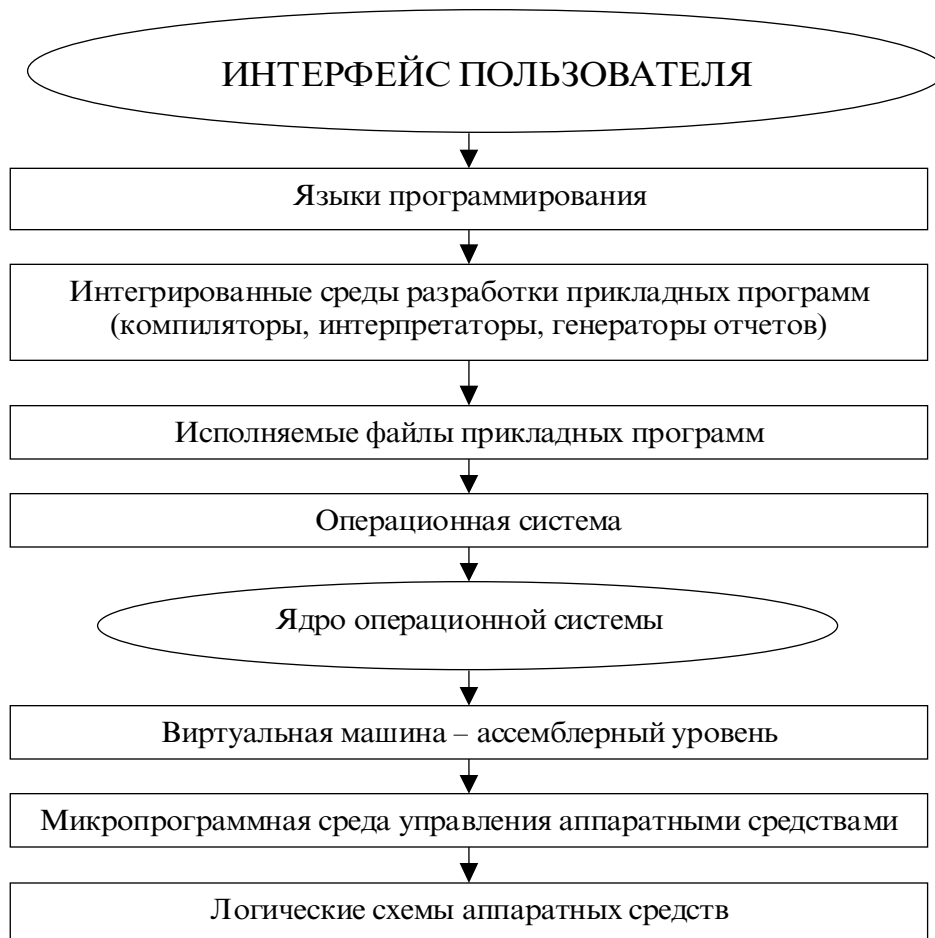 ИНТЕРФЕЙС ПОЛЬЗОВАТЕЛЯ
Языки программирования
Интегрированные среды разработки прикладных программ
(компиляторы, интерпретаторы, генераторы отчетов)
Исполняемые файлы прикладных программ
Операционная система
Ядро операционной системы
Виртуальная машина – ассемблерный уровень
Микропрограммная среда управления аппаратными средствами
Логические схемы аппаратных средств